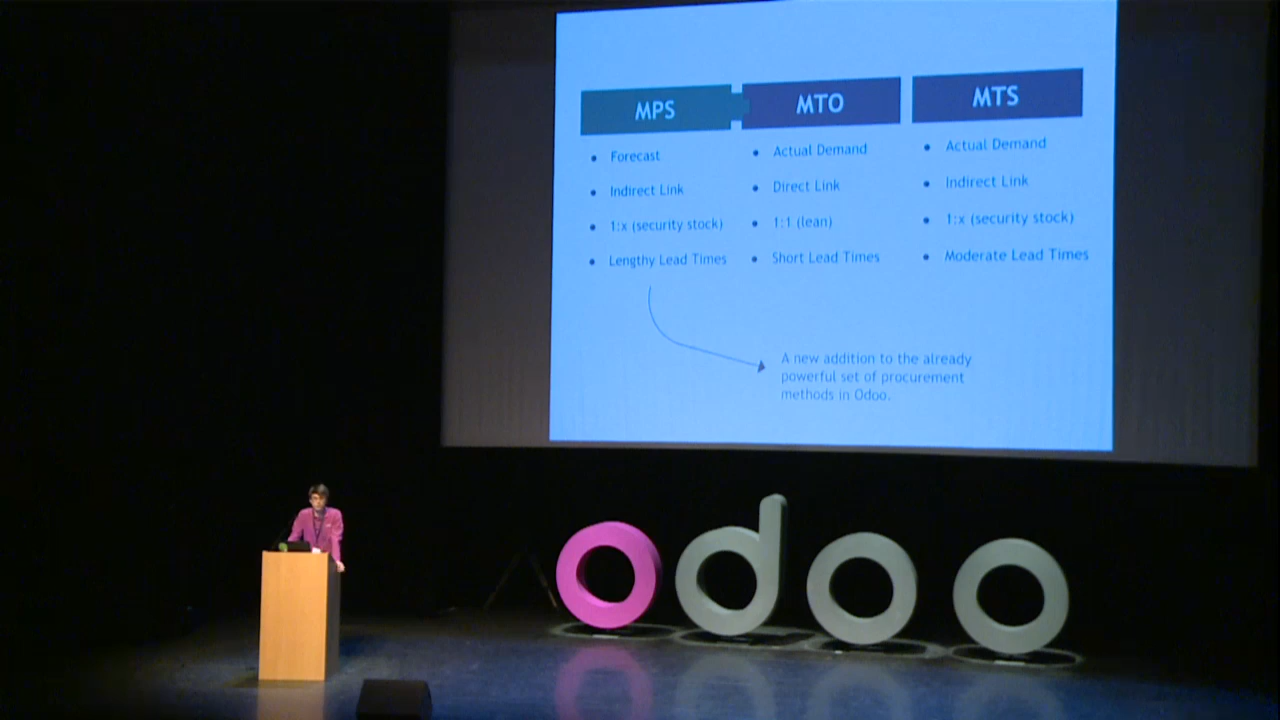 MPS
MTO
MTS
Forecast
Indirect Link
1:x (security stock)
Lengthy Lead Times
Actual Demand
Direct Link
1:1 (lean)
Short Lead Times
Actual Demand
Indirect Link
1:x (security stock)
Moderate Lead Times
A new addition to the already
powerful set of procurement
methods in Odoo.
odoo